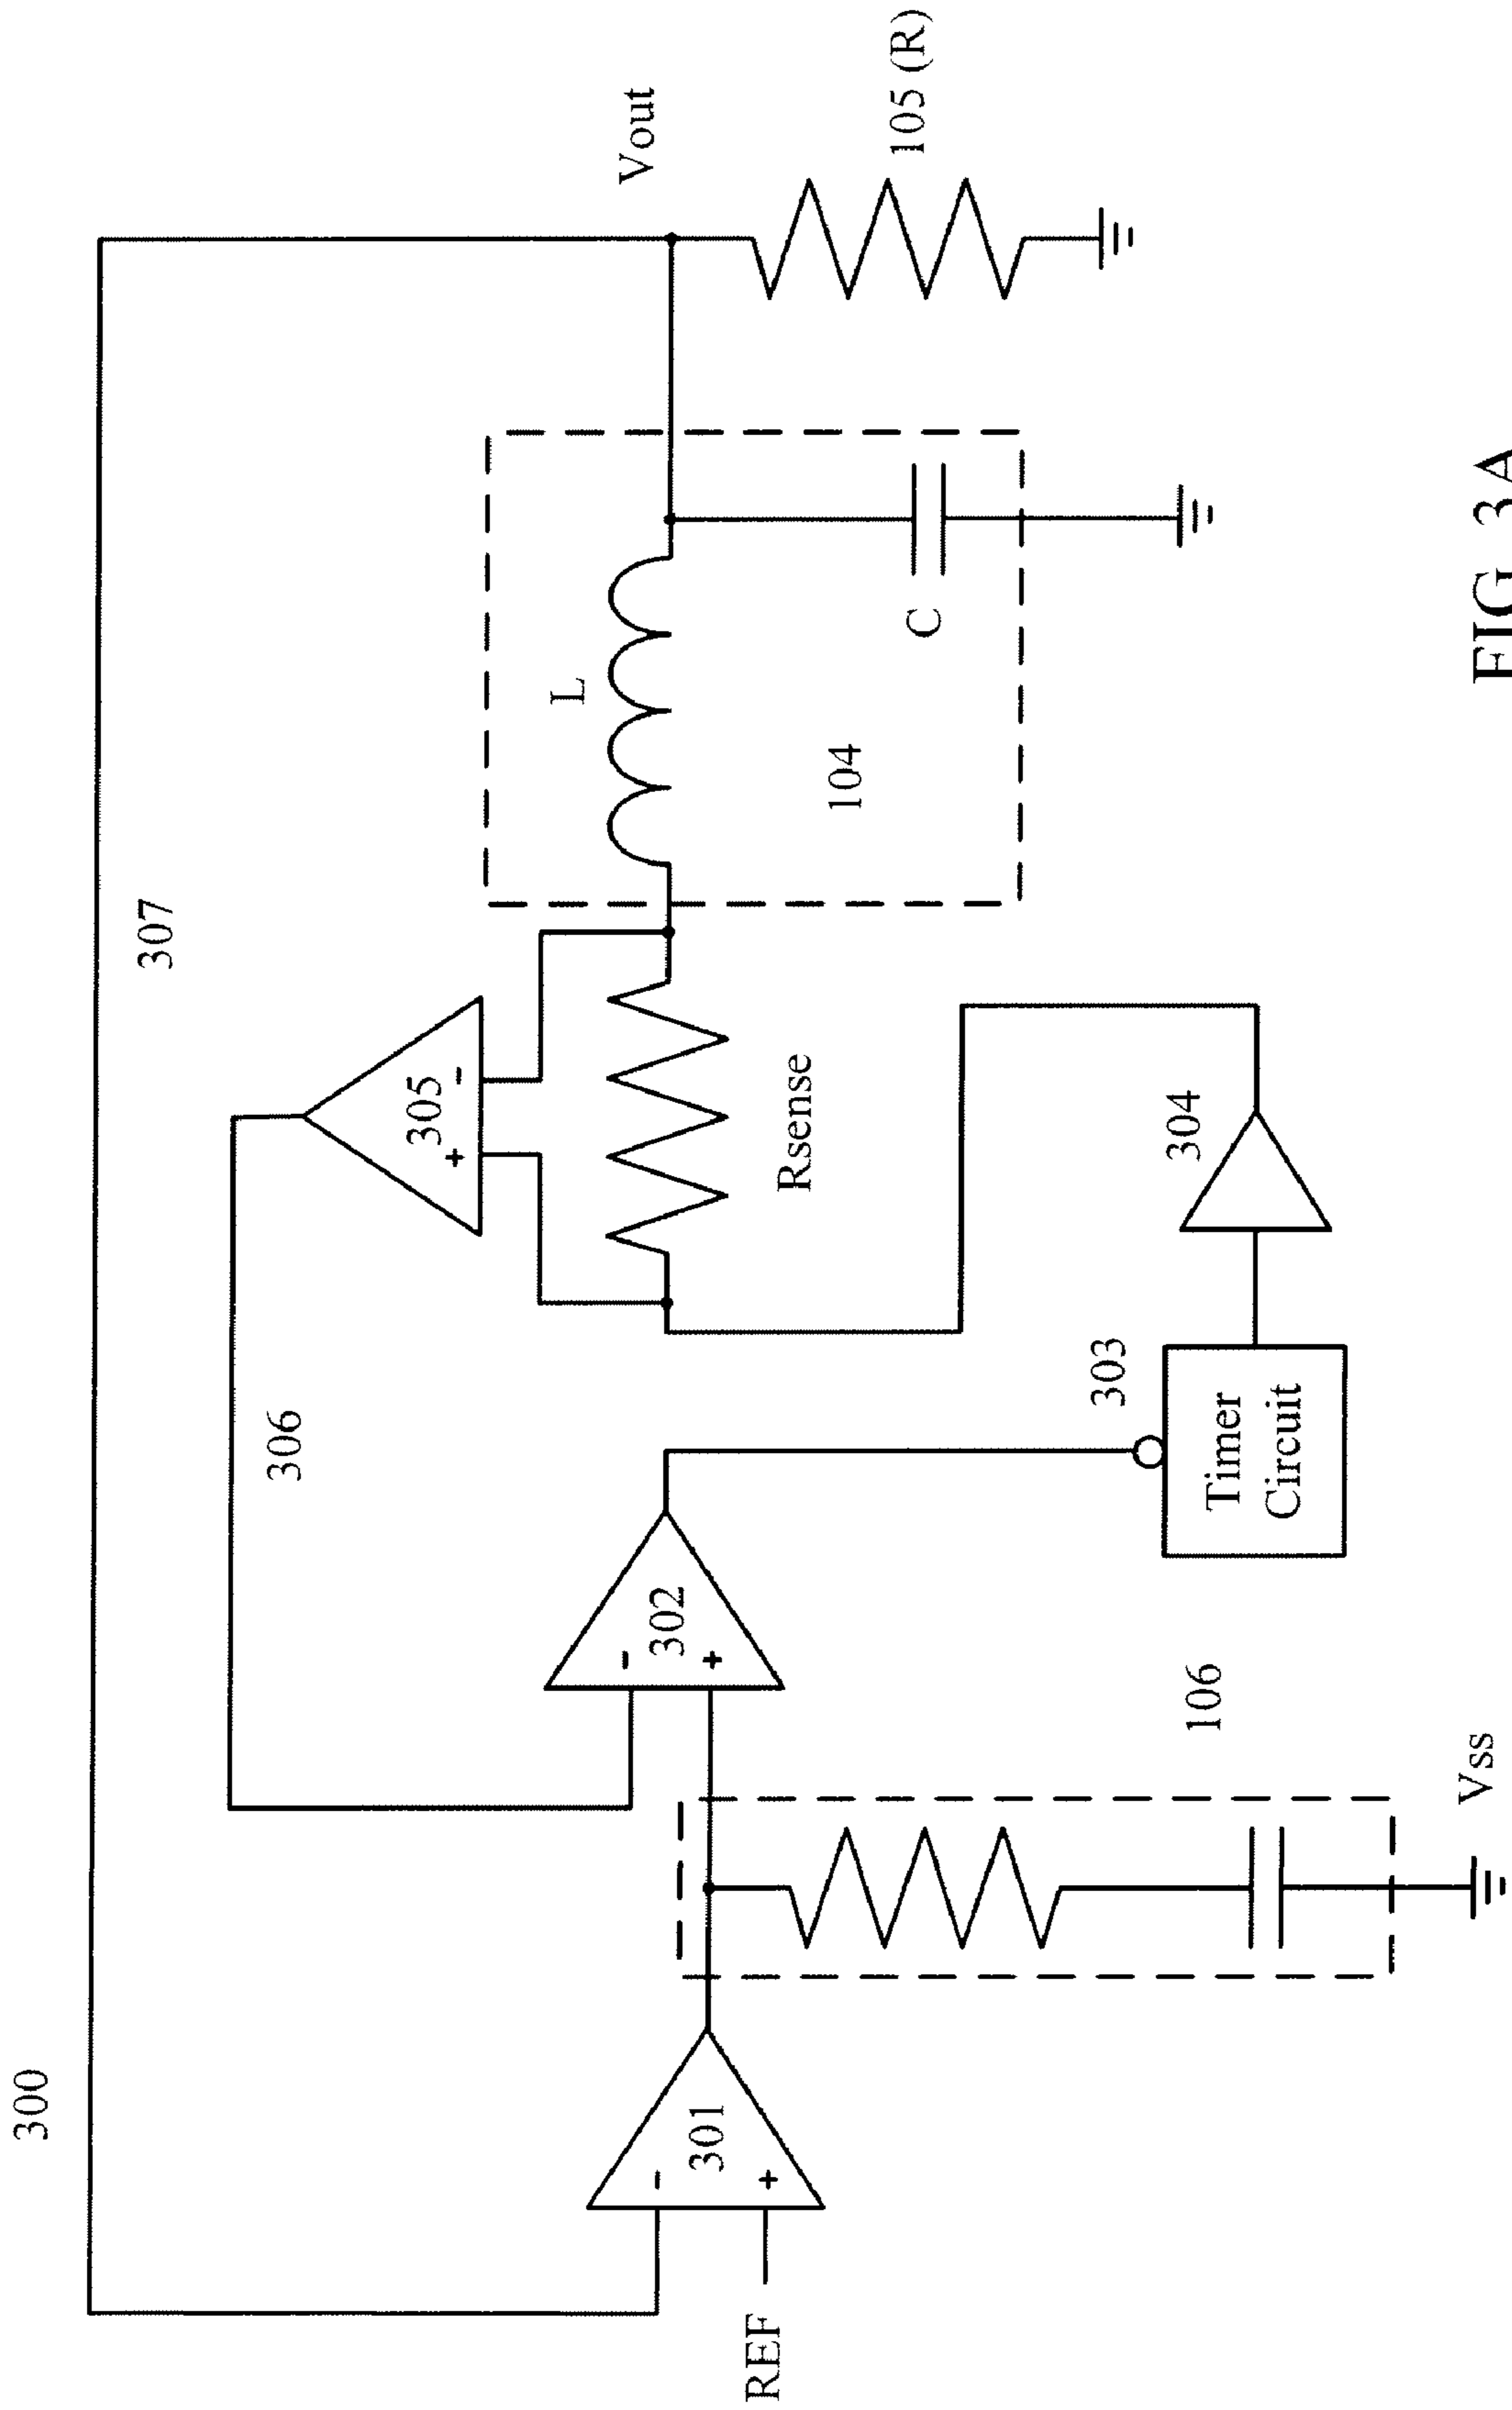 300
307
306
305
+
-
L
Vout
105 (R)
104
C
Rsense
302
-
+
301
-
+
REF
106
Vss
303
Timer
Circuit
304
FIG. 3A